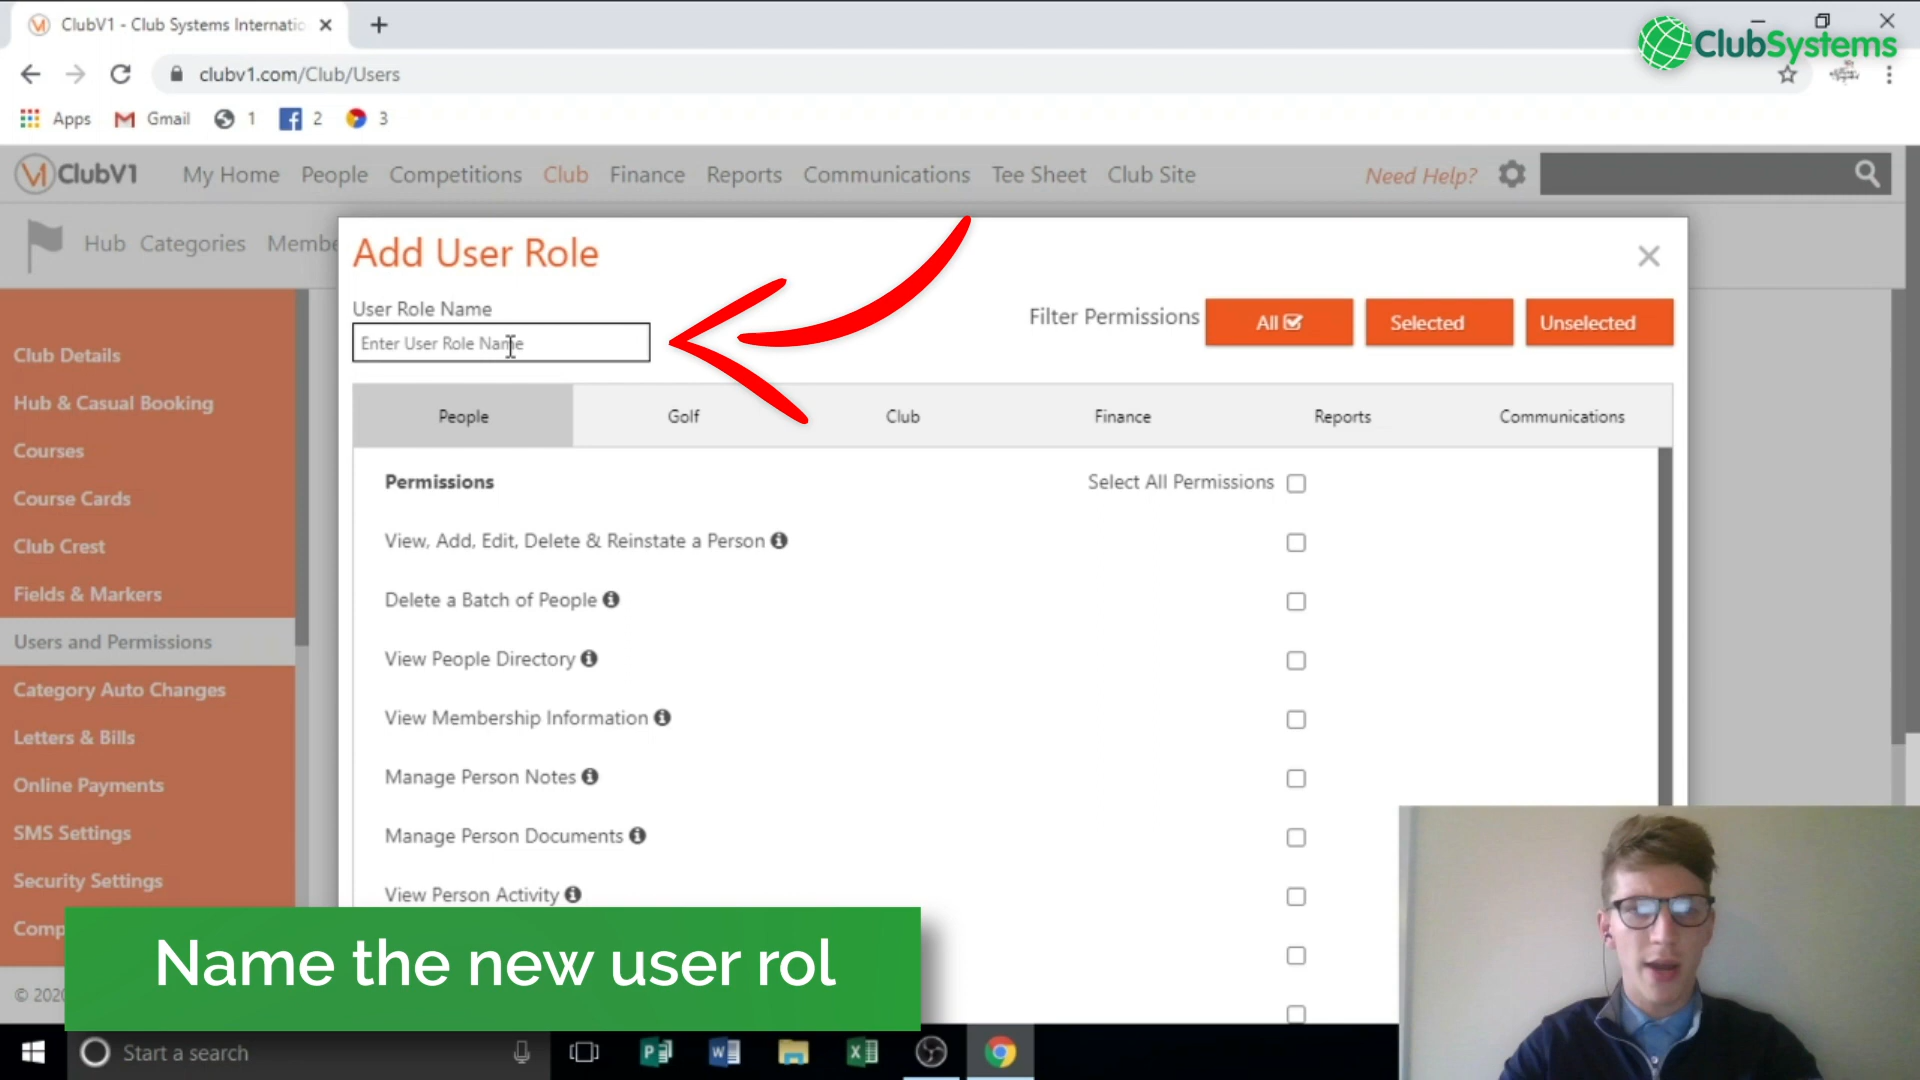 ClubV1 - Club Systems Internatio
ClubSystems
clubv1.com/Club/Users
Apps Gmail 1 2 3
ClubV1 My Home People Competitions Club Finance Reports Communications Tee Sheet Club Site Need Help?
Hub Categories Membe
Add User Role
User Role Name
Enter User Role Name
Filter Permissions All Selected Unselected
People Golf Club Finance Reports Communications
Permissions Select All Permissions
View, Add, Edit, Delete & Reinstate a Person
Delete a Batch of People
View People Directory
View Membership Information
Manage Person Notes
Manage Person Documents
View Person Activity
Club Details
Hub & Casual Booking
Courses
Course Cards
Club Crest
Fields & Markers
Users and Permissions
Category Auto Changes
Letters & Bills
Online Payments
SMS Settings
Security Settings
Comp
© 2020
Name the new user rol
Start a search